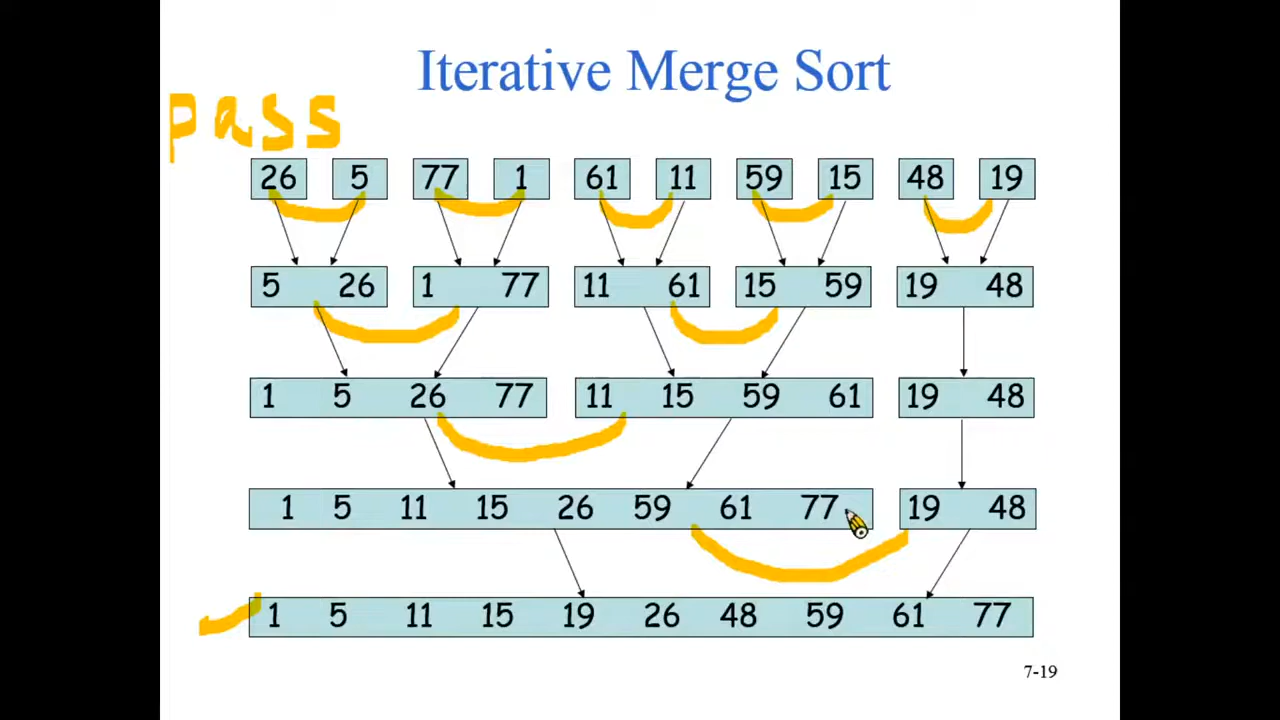 Iterative Merge Sort
pass
26 5 77 1 61 11 59 15 48 19
5 26 1 77 11 61 15 59 19 48
1 5 26 77 11 15 59 61 19 48
1 5 11 15 26 59 61 77 19 48
1 5 11 15 19 26 48 59 61 77
7-19